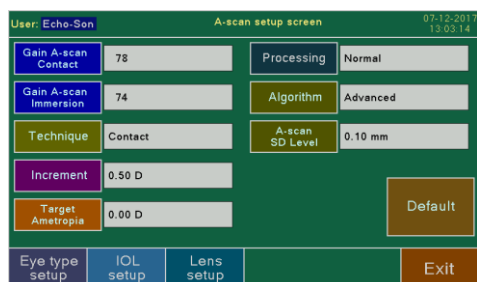 User: Echo-Son A-scan setup screen 07-12-2017
13:03:14
Gain A-scan
Contact
78
Processing
Normal
Gain A-scan
Immersion
74
Algorithm
Advanced
Technique
Contact
A-scan
SD Level
0.10 mm
Increment
0.50 D
Target
Ametropia
0.00 D
Default
Eye type
setup
IOL
setup
Lens
setup
Exit